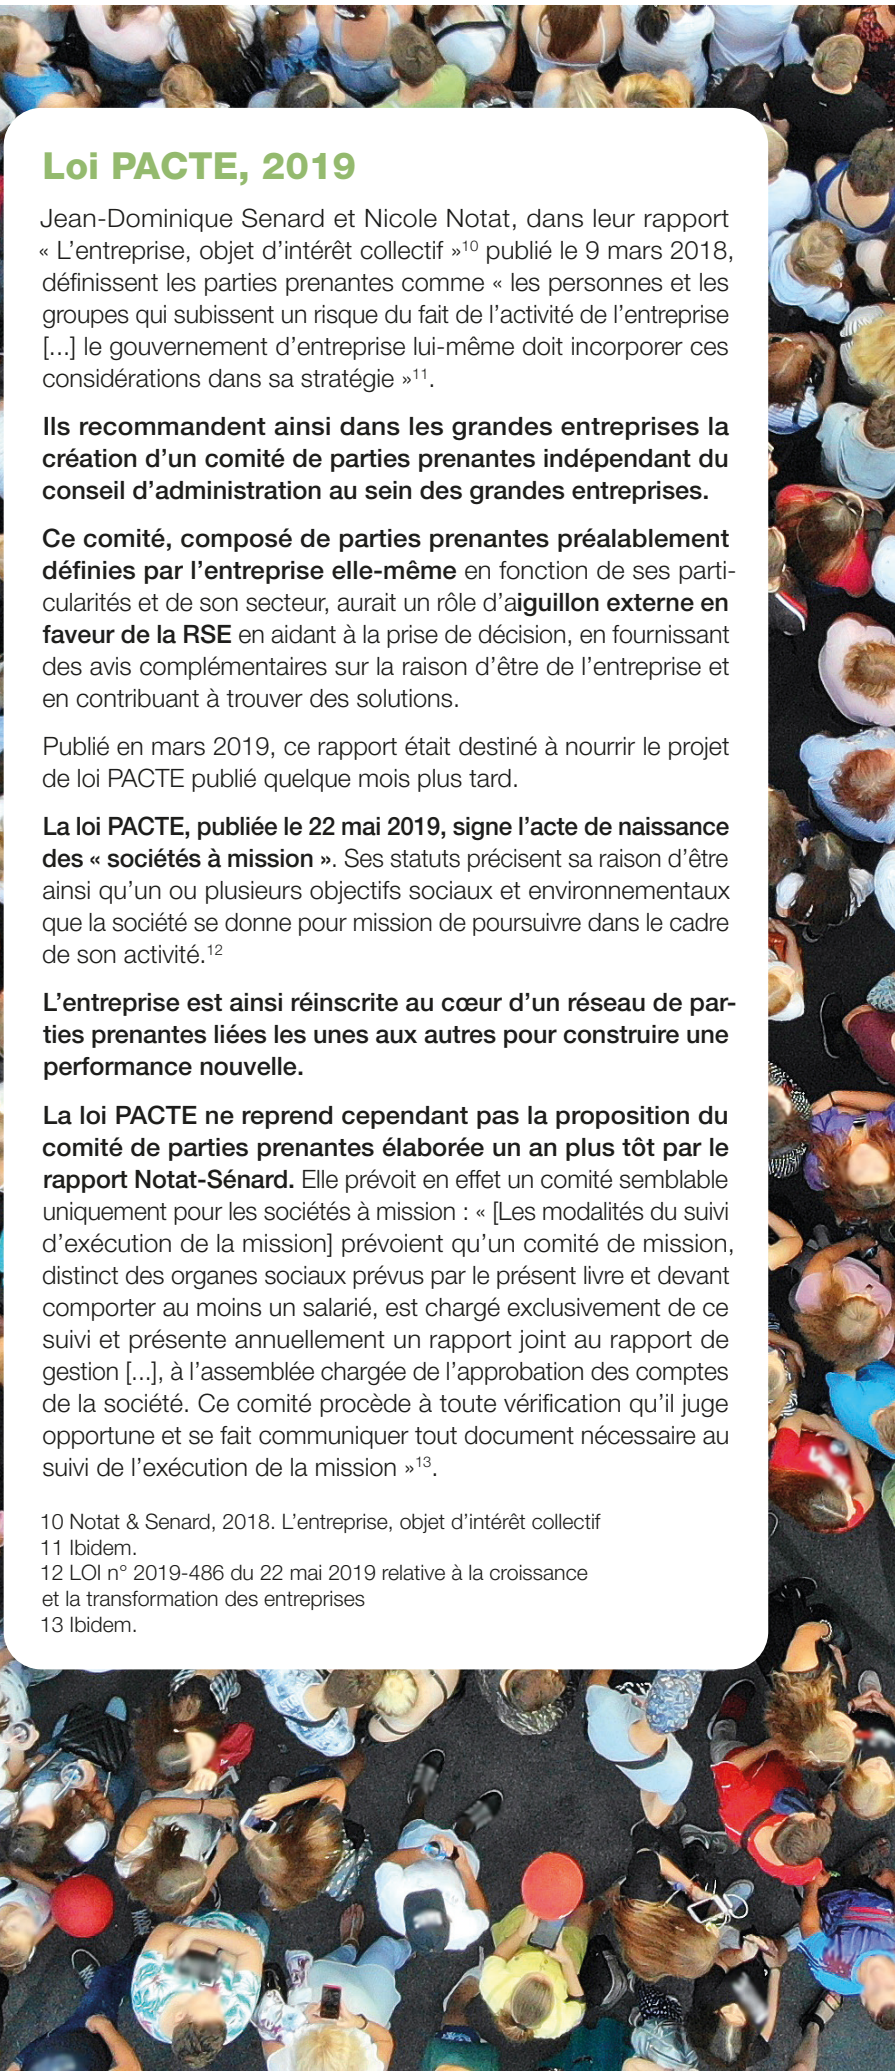 Loi PACTE, 2019
Jean-Dominique Senard et Nicole Notat, dans leur rapport
« L’entreprise, objet d’intérêt collectif »10 publié le 9 mars 2018,
définissent les parties prenantes comme « les personnes et les
groupes qui subissent un risque du fait de l’activité de l’entreprise
[...] le gouvernement d’entreprise lui-même doit incorporer ces
considérations dans sa stratégie »11.
Ils recommandent ainsi dans les grandes entreprises la
création d’un comité de parties prenantes indépendant du
conseil d’administration au sein des grandes entreprises.
Ce comité, composé de parties prenantes préalablement
définies par l’entreprise elle-même en fonction de ses parti-
cularités et de son secteur, aurait un rôle d’aiguillon externe en
faveur de la RSE en aidant à la prise de décision, en fournissant
des avis complémentaires sur la raison d’être de l’entreprise et
en contribuant à trouver des solutions.
Publié en mars 2019, ce rapport était destiné à nourrir le projet
de loi PACTE publié quelque mois plus tard.
La loi PACTE, publiée le 22 mai 2019, signe l’acte de naissance
des « sociétés à mission ». Ses statuts précisent sa raison d’être
ainsi qu’un ou plusieurs objectifs sociaux et environnementaux
que la société se donne pour mission de poursuivre dans le cadre
de son activité.12
L’entreprise est ainsi réinscrite au cœur d’un réseau de par-
ties prenantes liées les unes aux autres pour construire une
performance nouvelle.
La loi PACTE ne reprend cependant pas la proposition du
comité de parties prenantes élaborée un an plus tôt par le
rapport Notat-Sénard. Elle prévoit en effet un comité semblable
uniquement pour les sociétés à mission : « [Les modalités du suivi
d’exécution de la mission] prévoient qu’un comité de mission,
distinct des organes sociaux prévus par le présent livre et devant
comporter au moins un salarié, est chargé exclusivement de ce
suivi et présente annuellement un rapport joint au rapport de
gestion [...], à l’assemblée chargée de l’approbation des comptes
de la société. Ce comité procède à toute vérification qu’il juge
opportune et se fait communiquer tout document nécessaire au
suivi de l’exécution de la mission »13.
10 Notat & Senard, 2018. L’entreprise, objet d’intérêt collectif
11 Ibidem.
12 LOI n° 2019-486 du 22 mai 2019 relative à la croissance
et la transformation des entreprises
13 Ibidem.